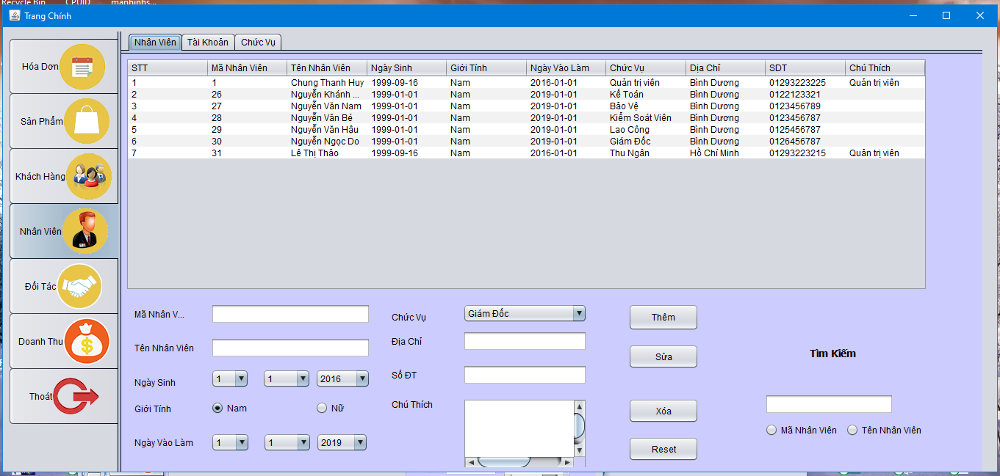 Recycle Bin CPUID manhinhs...
Trang Chính
Hóa Đơn
Sản Phẩm
Khách Hàng
Nhân Viên
Đối Tác
Doanh Thu
Thoát
Nhân Viên Tài Khoản Chức Vụ
STT Mã Nhân Viên Tên Nhân Viên Ngày Sinh Giới Tính Ngày Vào Làm Chức Vụ Địa Chỉ SDT Chú Thích
1 1 Chung Thanh Huy 1999-09-16 Nam 2016-01-01 Quản trị viên Bình Dương 01293223225 Quản trị viên
2 26 Nguyễn Khánh ... 1999-01-01 Nam 2019-01-01 Kế Toán Bình Dương 0122123321
3 27 Nguyễn Văn Nam 1999-01-01 Nam 2019-01-01 Bảo Vệ Bình Dương 0123456789
4 28 Nguyễn Văn Bé 1999-01-01 Nam 2019-01-01 Kiểm Soát Viên Bình Dương 0123456787
5 29 Nguyễn Văn Hậu 1999-01-01 Nam 2019-01-01 Lao Công Bình Dương 0125456787
6 30 Nguyễn Ngọc Do 1999-01-01 Nam 2019-01-01 Giám Đốc Bình Dương 0126456787
7 31 Lê Thị Thảo 1999-09-16 Nam 2016-01-01 Thu Ngân Hồ Chí Minh 01293223215 Quản trị viên
Mã Nhân V...
Tên Nhân Viên
Ngày Sinh 1 1 2016
Giới Tính Nam Nữ
Ngày Vào Làm 1 1 2019
Chức Vụ Giám Đốc
Địa Chỉ
Số ĐT
Chú Thích
Thêm
Sửa
Xóa
Reset
Tìm Kiếm
Mã Nhân Viên Tên Nhân Viên